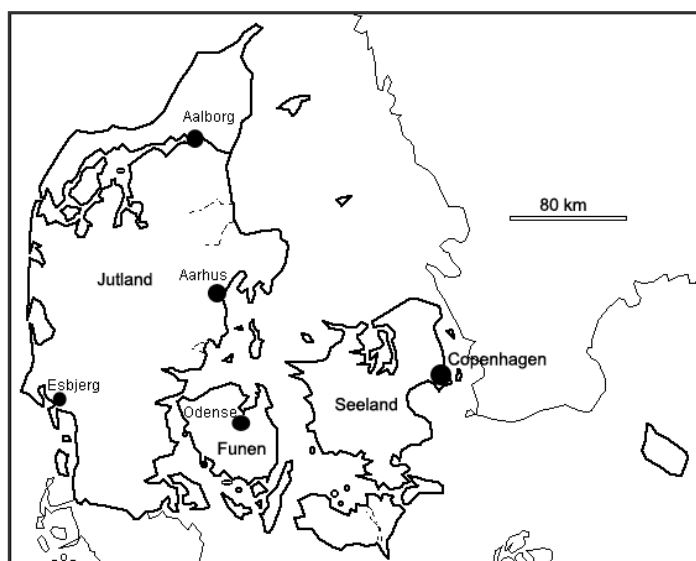 Aalborg
80 km
Jutland
Aarhus
Copenhagen
Esbjerg
Seeland
Odense
Funen